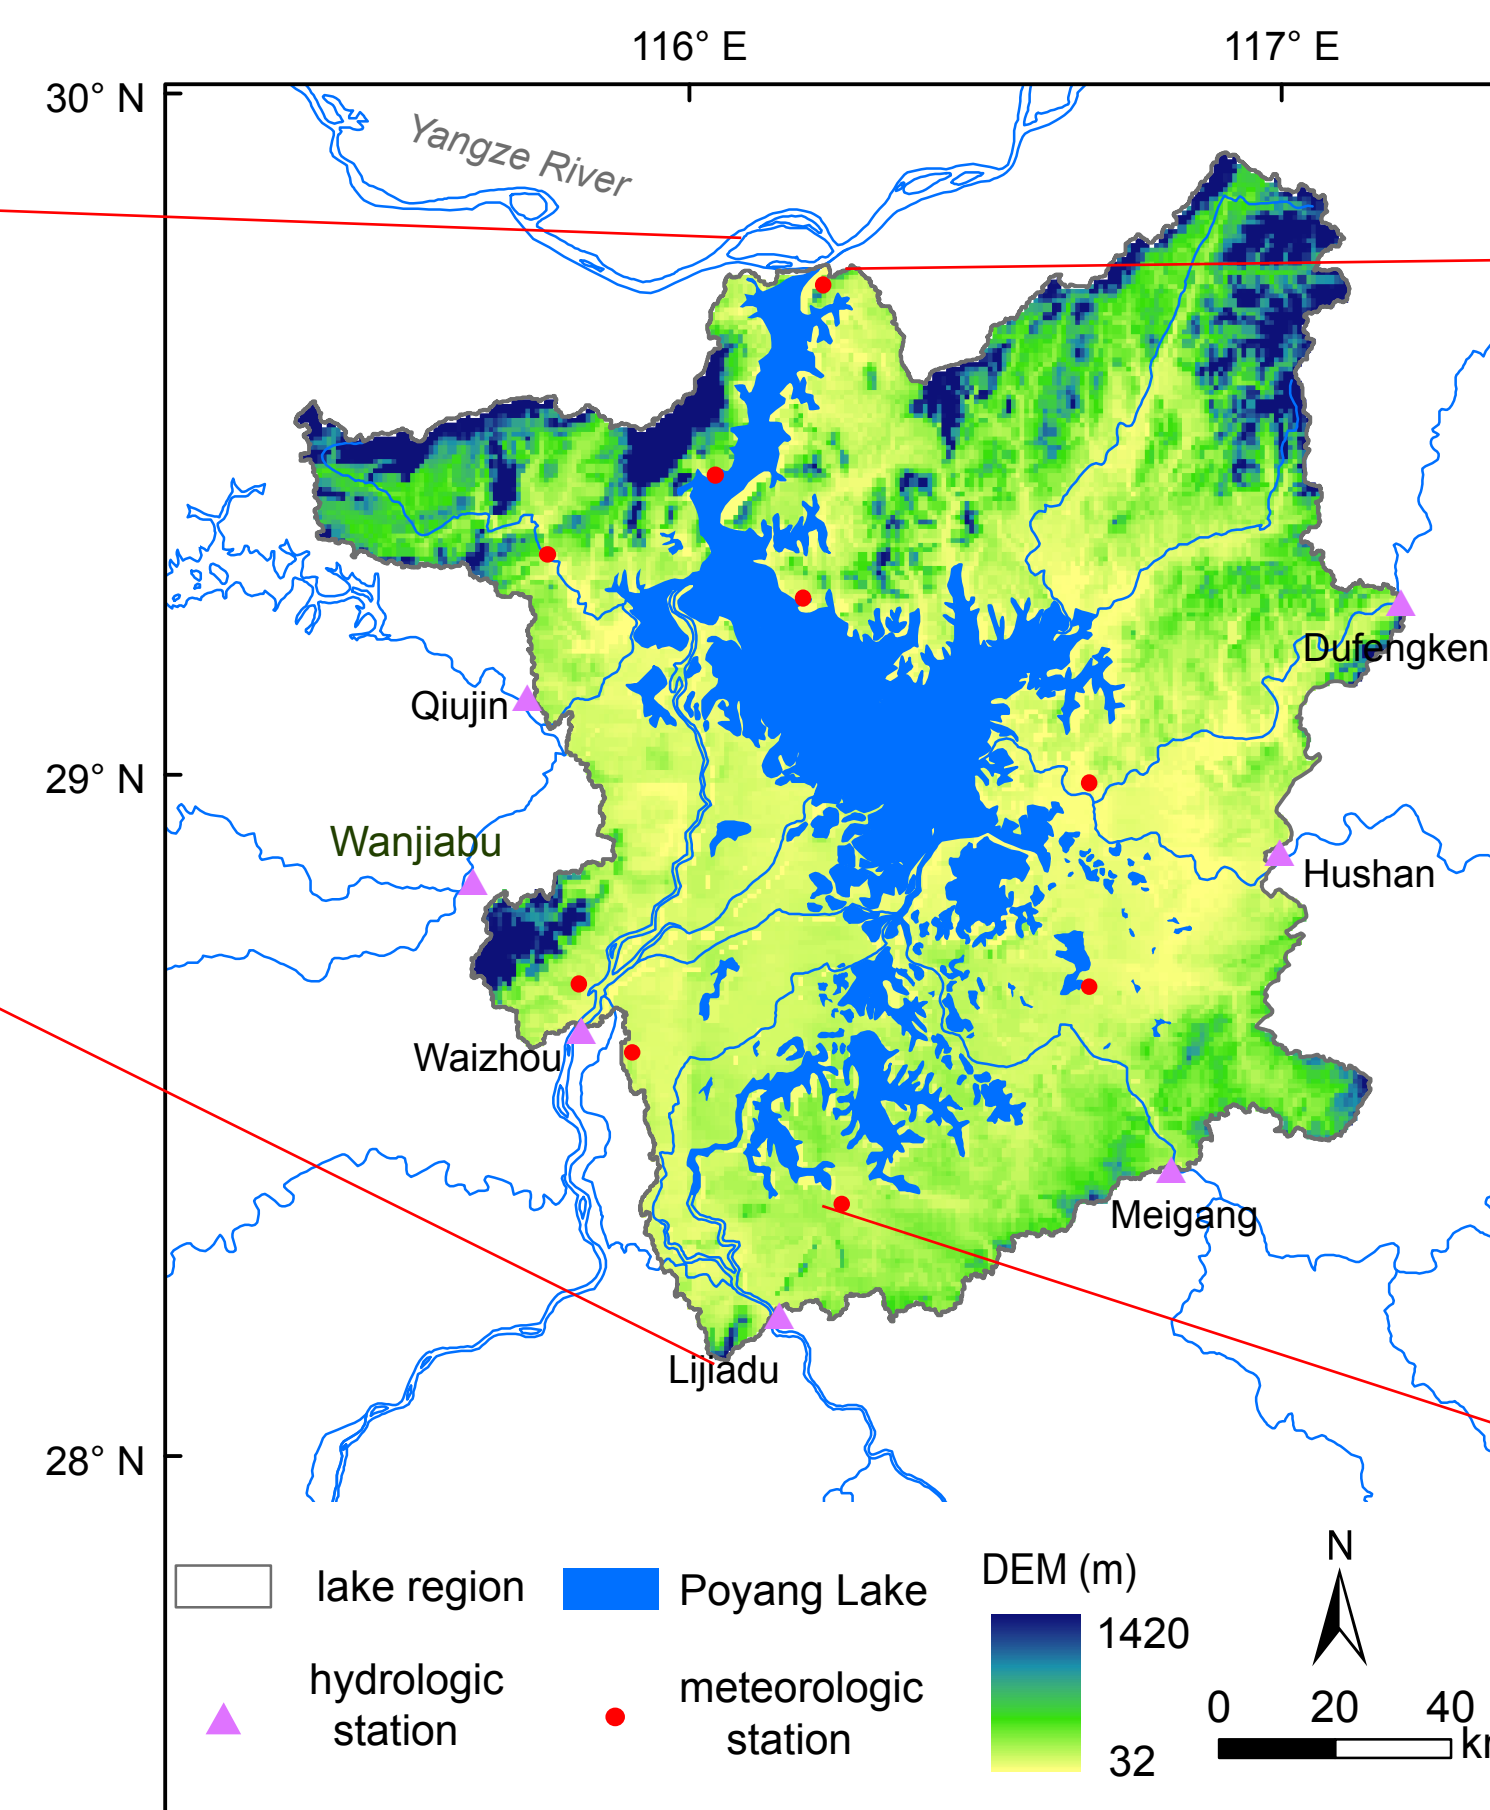 116° E
117° E
30° N
Yangze River
Dufengken
Qiujin
29° N
Wanjiabu
Hushan
Waizhou
Meigang
Lijiadu
28° N
lake region
Poyang Lake
DEM (m)
1420
32
N
hydrologic
station
meteorologic
station
0 20 40